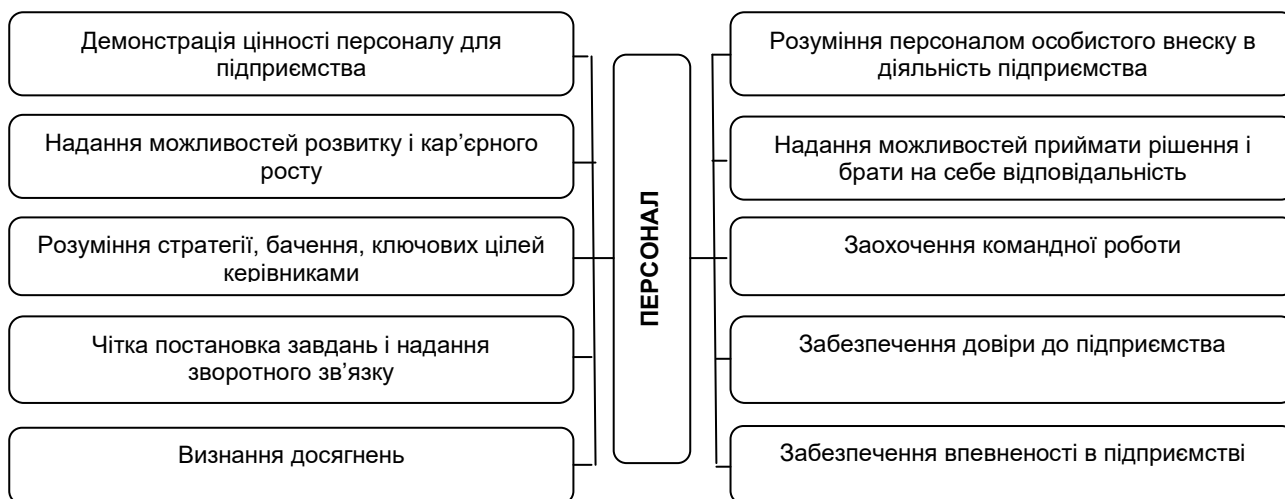 Демонстрація цінності персоналу для
підприємства
Надання можливостей розвитку і кар’єрного
росту
Розуміння стратегії, бачення, ключових цілей
керівниками
Чітка постановка завдань і надання
зворотного зв’язку
Визнання досягнень
ПЕРСОНАЛ
Розуміння персоналом особистого внеску в
діяльність підприємства
Надання можливостей приймати рішення і
брати на себе відповідальність
Заохочення командної роботи
Забезпечення довіри до підприємства
Забезпечення впевненості в підприємстві